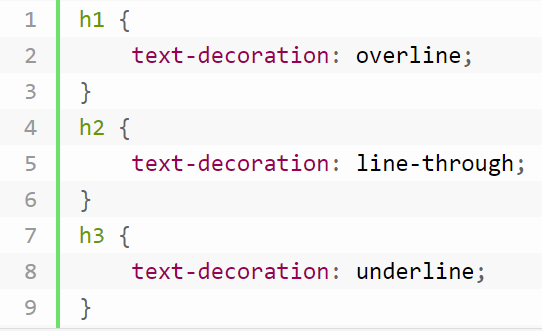 1 h1 {
2     text-decoration: overline;
3 }
4 h2 {
5     text-decoration: line-through;
6 }
7 h3 {
8     text-decoration: underline;
9 }